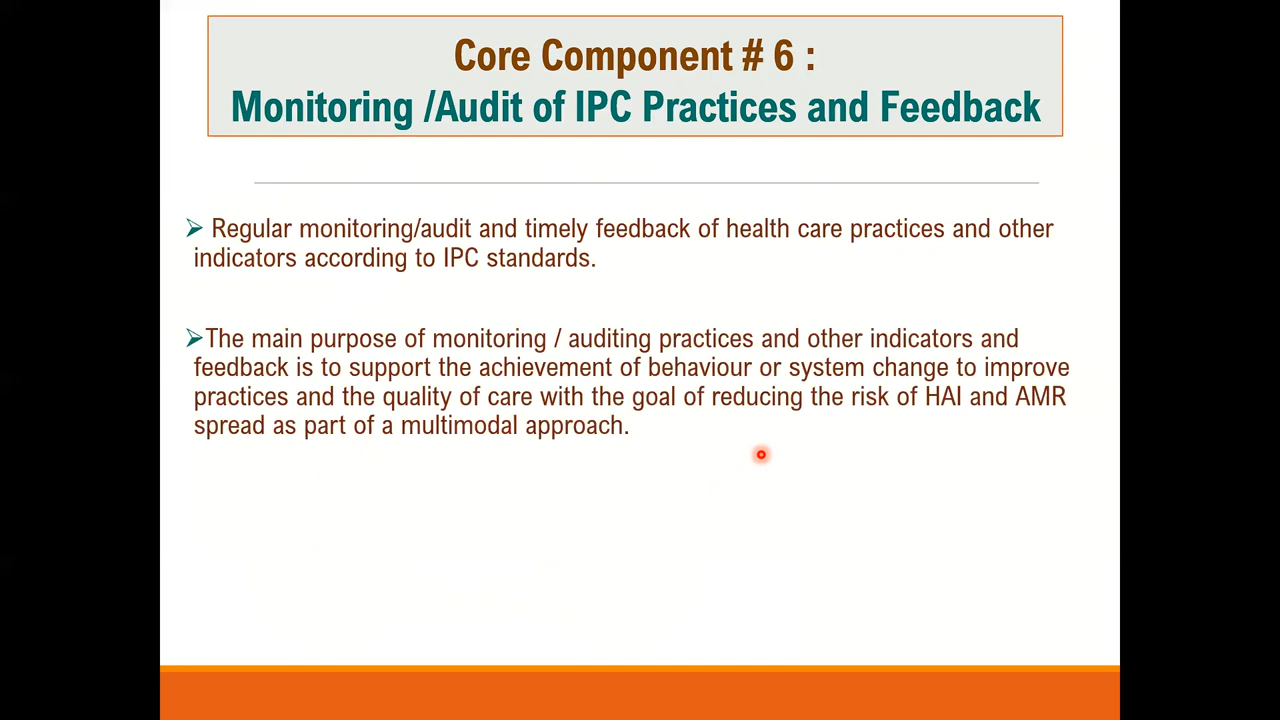 Core Component # 6 :
Monitoring /Audit of IPC Practices and Feedback
Regular monitoring/audit and timely feedback of health care practices and other
indicators according to IPC standards.
The main purpose of monitoring / auditing practices and other indicators and
feedback is to support the achievement of behaviour or system change to improve
practices and the quality of care with the goal of reducing the risk of HAI and AMR
spread as part of a multimodal approach.